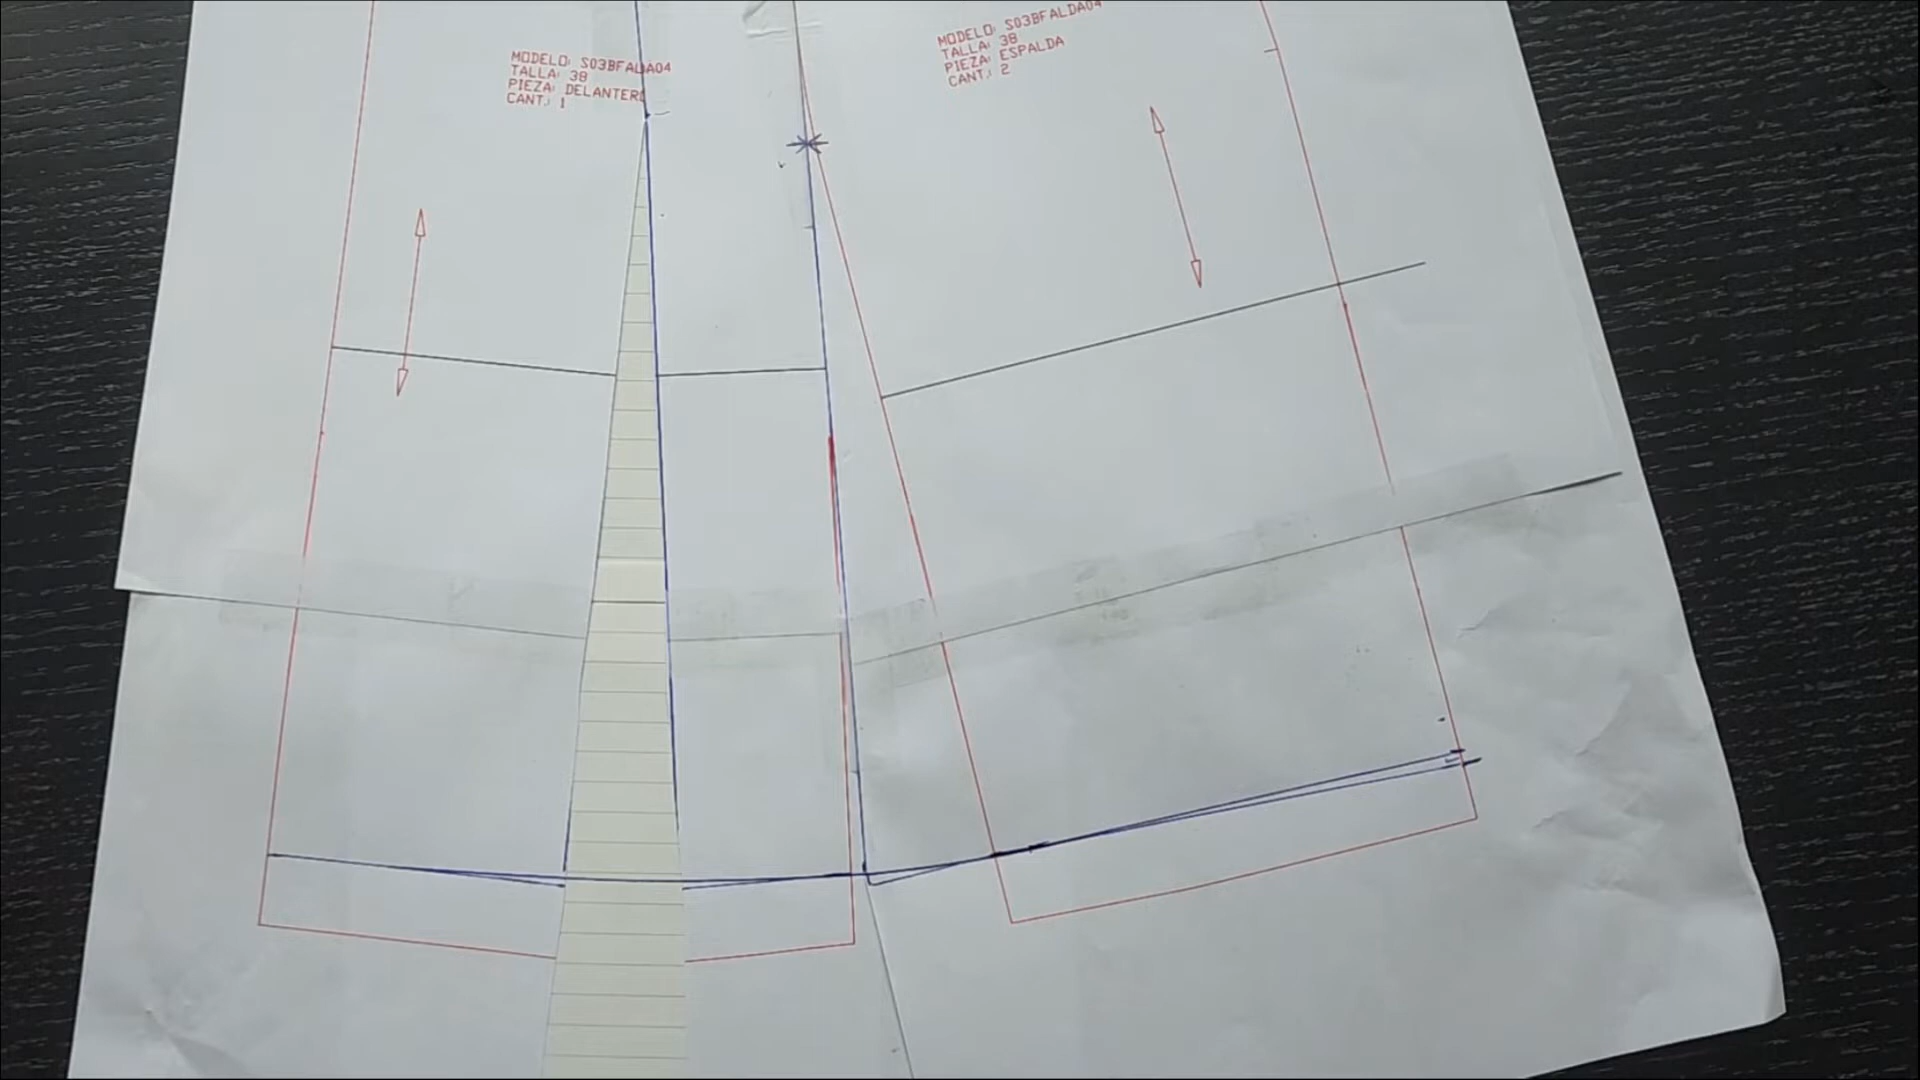 MODELO: S03BFALDA04
TALLA: 38
PIEZA: DELANTERO
CANT.: 1
MODELO: S03BFALDA04
TALLA: 38
PIEZA: ESPALDA
CANT.: 2